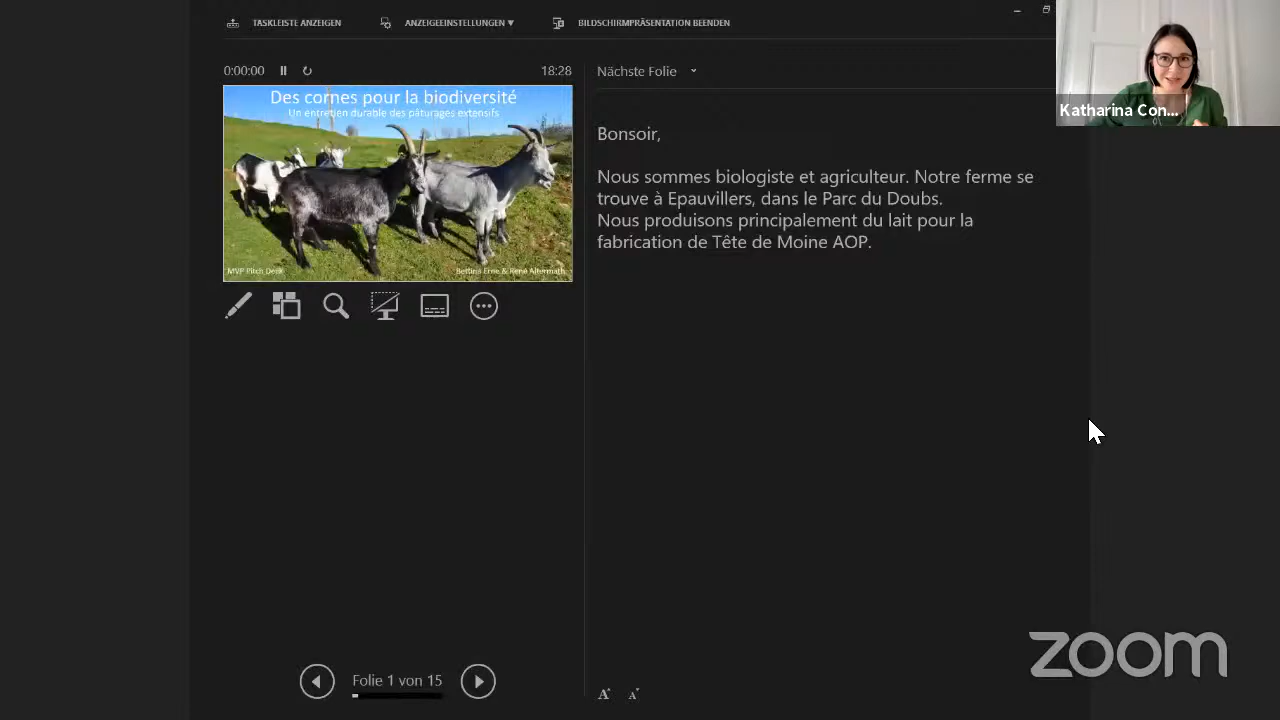 TASKLEISTE ANZEIGEN
ANZEIGEEINSTELLUNGEN ▼
BILDSCHIRMPRÄSENTATION BEENDEN
0:00:00
18:28
Nächste Folie
Des cornes pour la biodiversité
Un entretien durable des pâturages extensifs
MVP Pitch Deck
Bettina Erne & René Altermath
Bonsoir,
Nous sommes biologiste et agriculteur. Notre ferme se
trouve à Epauvillers, dans le Parc du Doubs.
Nous produisons principalement du lait pour la
fabrication de Tête de Moine AOP.
Katharina Con...
Folie 1 von 15
A A
zoom